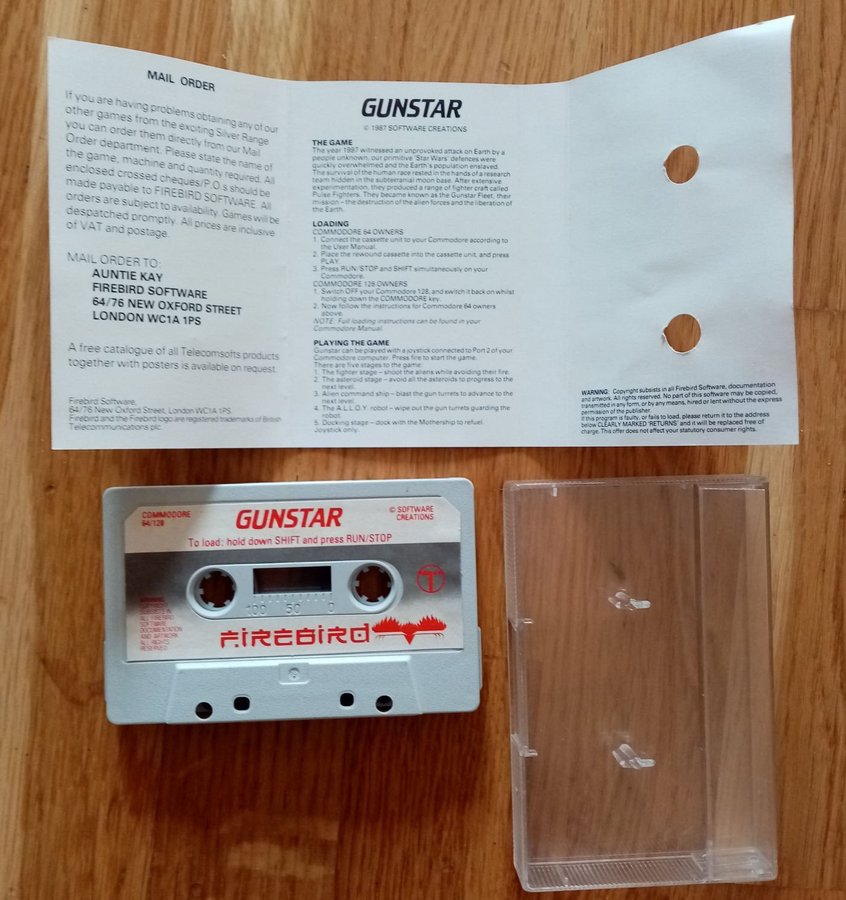 MAIL ORDER
If you are having problems obtaining any of our
other games from the exciting Silver Range
you can order them directly from our Mail
Order department. Please state the name of
the game, machine and quantity required. All
enclosed crossed cheques/P.O.s should be
made payable to FIREBIRD SOFTWARE. All
orders are subject to availability. Games will be
despatched promptly. All prices are inclusive
of VAT and postage.
MAIL ORDER TO:
AUNTIE KAY
FIREBIRD SOFTWARE
64/76 NEW OXFORD STREET
LONDON WC1A 1PS
A free catalogue of all Telecomsofts products
together with posters is available on request.
Firebird Software,
64/76 New Oxford Street, London WC1A 1PS.
Firebird and the Firebird logo are registered trademarks of British
Telecommunications plc.
GUNSTAR
© 1987 SOFTWARE CREATIONS
THE GAME
The year 1997 witnessed an unprovoked attack on Earth by a
people unknown, our primitive 'Star Wars' defences were
quickly overwhelmed and the Earth's population enslaved.
The survival of the human race rested in the hands of a research
team hidden in the subterranial moon base. After extensive
experimentation, they produced a range of fighter craft called
Pulse Fighters. They became known as the Gunstar Fleet, their
mission – the destruction of the alien forces and the liberation of
the Earth.
LOADING
COMMODORE 64 OWNERS
1. Connect the cassette unit to your Commodore according to
the User Manual.
2. Place the rewound cassette into the cassette unit, and press
PLAY.
3. Press RUN/STOP and SHIFT simultaneously on your
Commodore.
COMMODORE 128 OWNERS
1. Switch OFF your Commodore 128, and switch it back on whilst
holding down the COMMODORE key.
2. Now follow the instructions for Commodore 64 owners
above.
NOTE: Full loading instructions can be found in your
Commodore Manual.
PLAYING THE GAME
Gunstar can be played with a joystick connected to Port 2 of your
Commodore computer. Press fire to start the game.
There are five stages to the game:
1. The fighter stage – shoot the aliens while avoiding their fire.
2. The asteroid stage – avoid all the asteroids to progress to the
next level.
3. Alien command ship – blast the gun turrets to advance to the
next level.
4. The A.L.L.O.Y. robot – wipe out the gun turrets guarding the
robot.
5. Docking stage – dock with the Mothership to refuel.
Joystick only.
WARNING: Copyright subsists in all Firebird Software, documentation
and artwork. All rights reserved. No part of this software may be copied,
transmitted in any form, or by any means, hired or lent without the express
permission of the publisher.
If this program is faulty, or fails to load, please return it to the address
below CLEARLY MARKED 'RETURNS' and it will be replaced free of
charge. This offer does not affect your statutory consumer rights.
COMMODORE
64/128
GUNSTAR
© SOFTWARE
CREATIONS
To load: hold down SHIFT and press RUN/STOP
T
100 50 0
WARNING:
COPYRIGHT
SUBSISTS IN
ALL FIREBIRD
SOFTWARE
DOCUMENTATION
AND ARTWORK
ALL RIGHTS
RESERVED
FIREBIRD